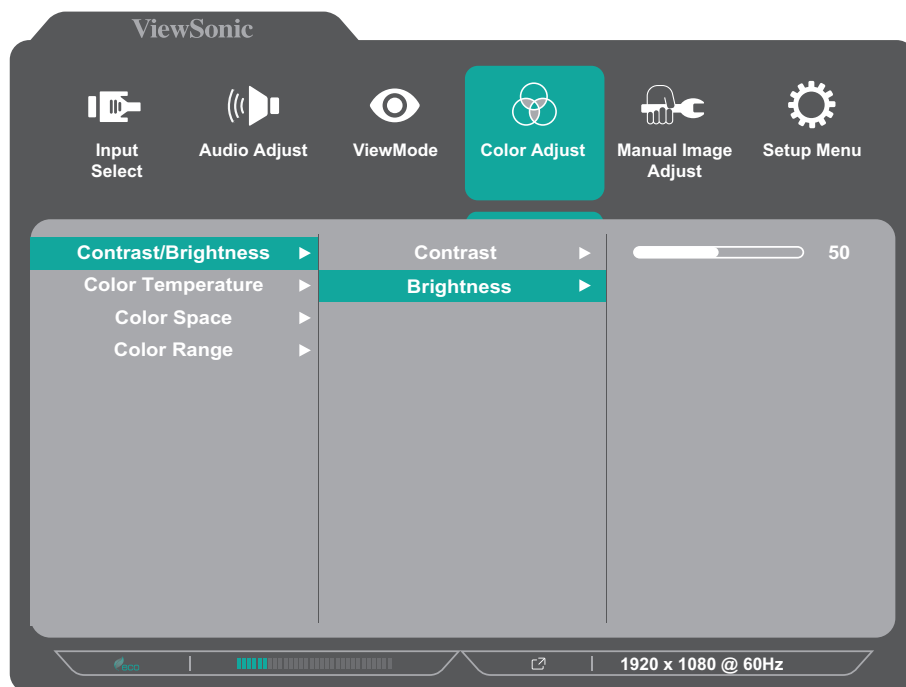 ViewSonic
Input Select
Audio Adjust
ViewMode
Color Adjust
Manual Image Adjust
Setup Menu
Contrast/Brightness
Color Temperature
Color Space
Color Range
Contrast
Brightness
50
eco
1920 x 1080 @ 60Hz